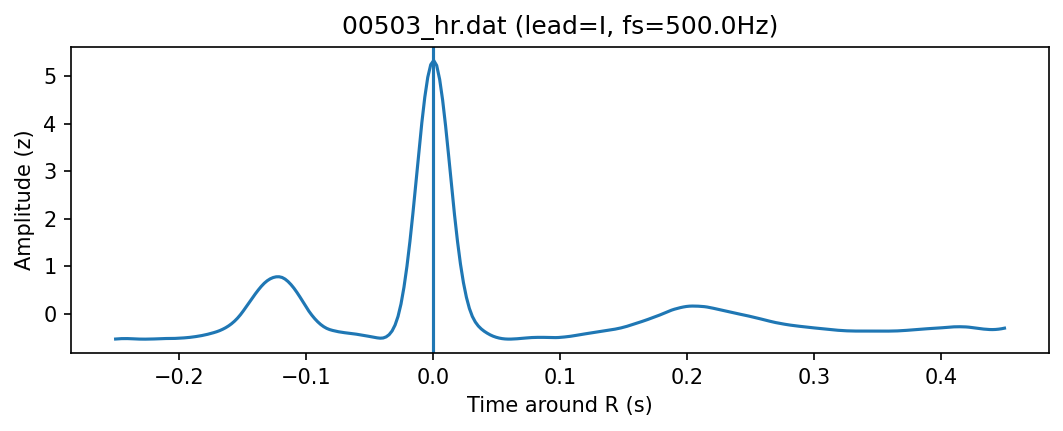 00503_hr.dat (lead=I, fs=500.0Hz)
Amplitude (z)
5
4
3
2
1
0
−0.2 −0.1 0.0 0.1 0.2 0.3 0.4
Time around R (s)